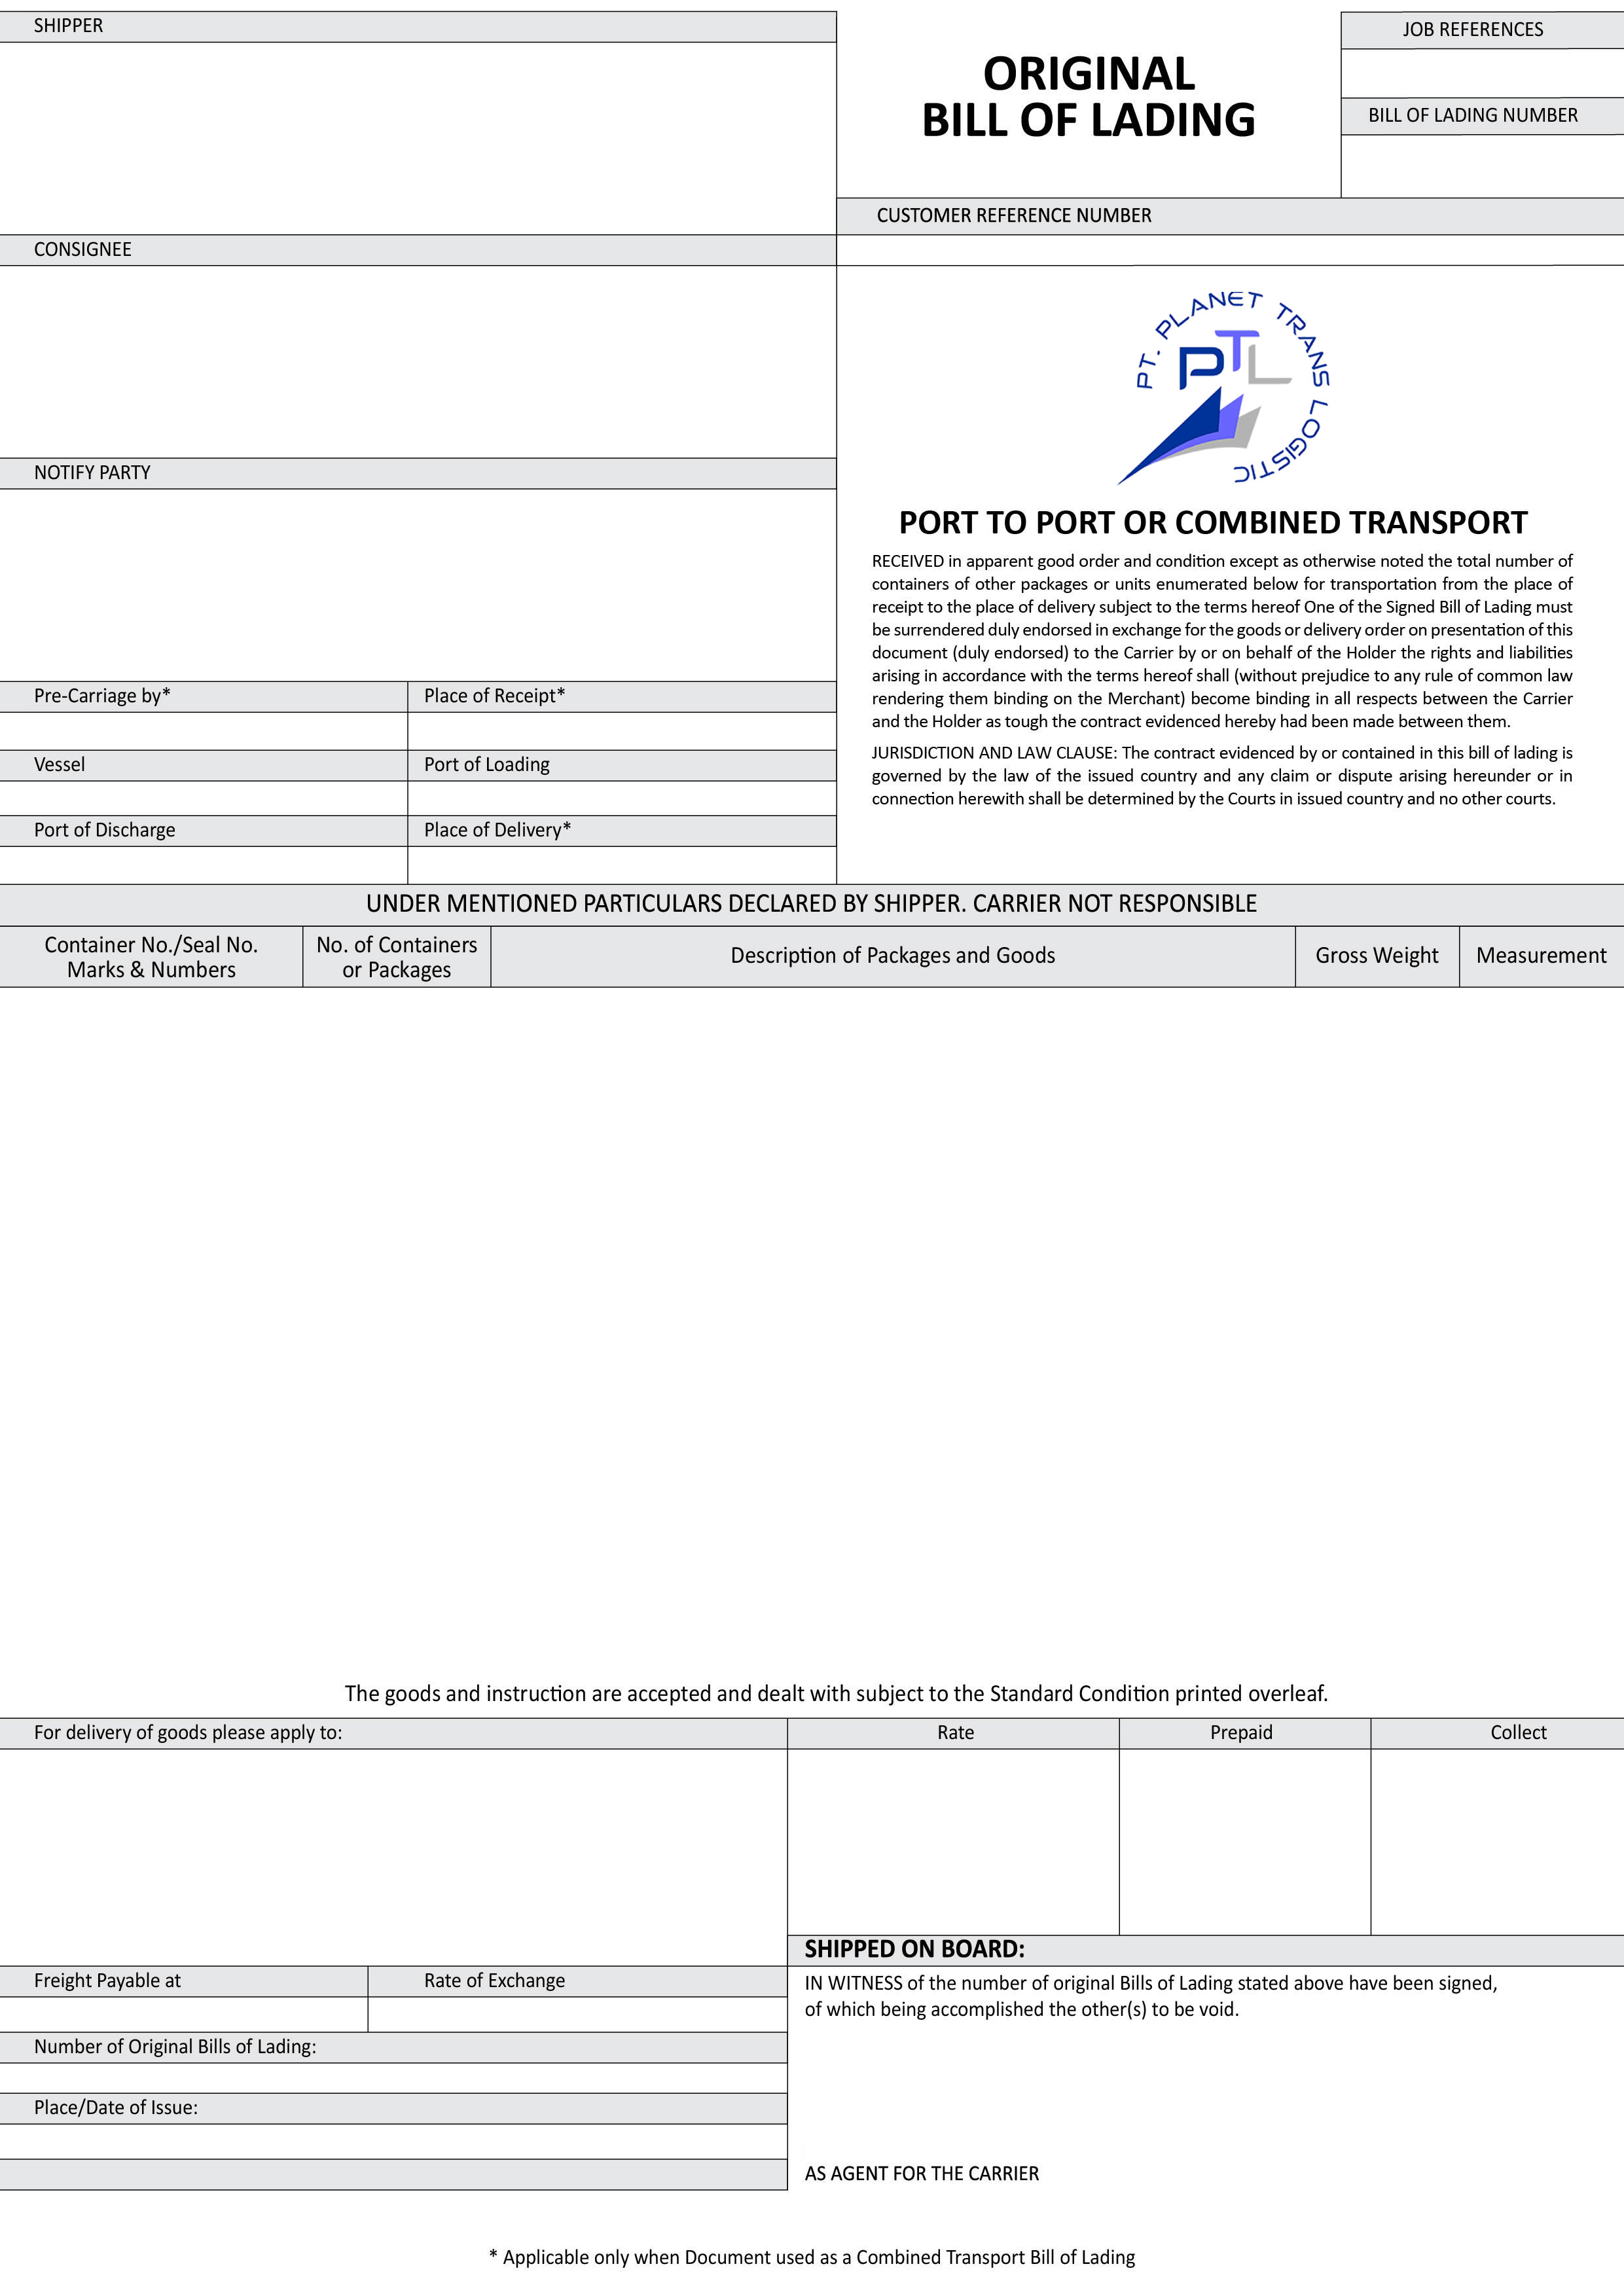 SHIPPER
ORIGINAL
BILL OF LADING
JOB REFERENCES
BILL OF LADING NUMBER
CUSTOMER REFERENCE NUMBER
CONSIGNEE
PT. PLANET TRANS LOGISTIC
PTL
NOTIFY PARTY
PORT TO PORT OR COMBINED TRANSPORT
RECEIVED in apparent good order and condition except as otherwise noted the total number of
containers of other packages or units enumerated below for transportation from the place of
receipt to the place of delivery subject to the terms hereof One of the Signed Bill of Lading must
be surrendered duly endorsed in exchange for the goods or delivery order on presentation of this
document (duly endorsed) to the Carrier by or on behalf of the Holder the rights and liabilities
arising in accordance with the terms hereof shall (without prejudice to any rule of common law
rendering them binding on the Merchant) become binding in all respects between the Carrier
and the Holder as tough the contract evidenced hereby had been made between them.
JURISDICTION AND LAW CLAUSE: The contract evidenced by or contained in this bill of lading is
governed by the law of the issued country and any claim or dispute arising hereunder or in
connection herewith shall be determined by the Courts in issued country and no other courts.
Pre-Carriage by*
Place of Receipt*
Vessel
Port of Loading
Port of Discharge
Place of Delivery*
UNDER MENTIONED PARTICULARS DECLARED BY SHIPPER. CARRIER NOT RESPONSIBLE
Container No./Seal No.
Marks & Numbers
No. of Containers
or Packages
Description of Packages and Goods
Gross Weight
Measurement
The goods and instruction are accepted and dealt with subject to the Standard Condition printed overleaf.
For delivery of goods please apply to:
Rate
Prepaid
Collect
SHIPPED ON BOARD:
Freight Payable at
Rate of Exchange
IN WITNESS of the number of original Bills of Lading stated above have been signed,
of which being accomplished the other(s) to be void.
Number of Original Bills of Lading:
Place/Date of Issue:
AS AGENT FOR THE CARRIER
* Applicable only when Document used as a Combined Transport Bill of Lading